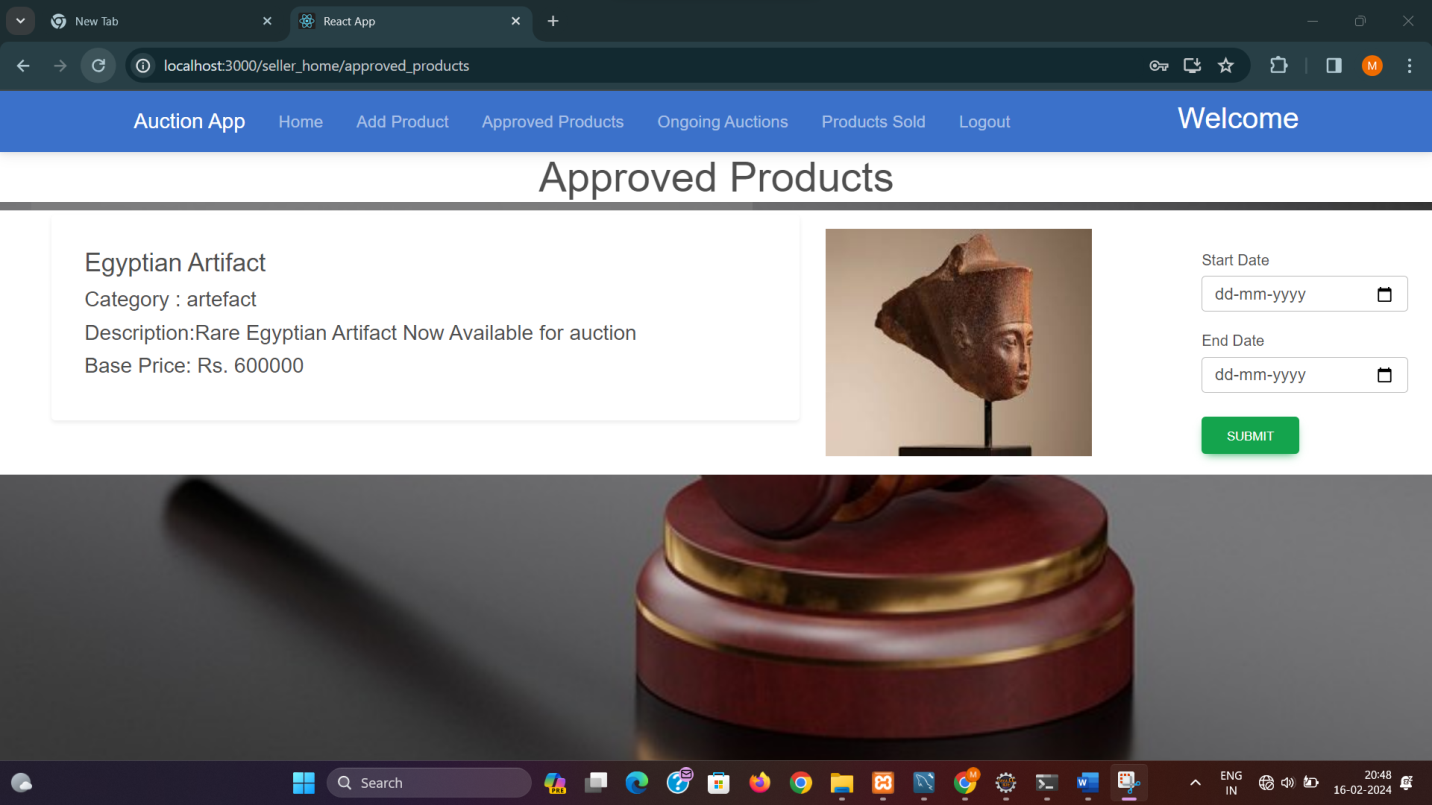 New Tab
React App
localhost:3000/seller_home/approved_products
M
Auction App Home Add Product Approved Products Ongoing Auctions Products Sold Logout Welcome
Approved Products
Egyptian Artifact
Category : artefact
Description:Rare Egyptian Artifact Now Available for auction
Base Price: Rs. 600000
Start Date
dd-mm-yyyy
End Date
dd-mm-yyyy
SUBMIT
Search
PRE
M
W
ENG
IN
20:48
16-02-2024